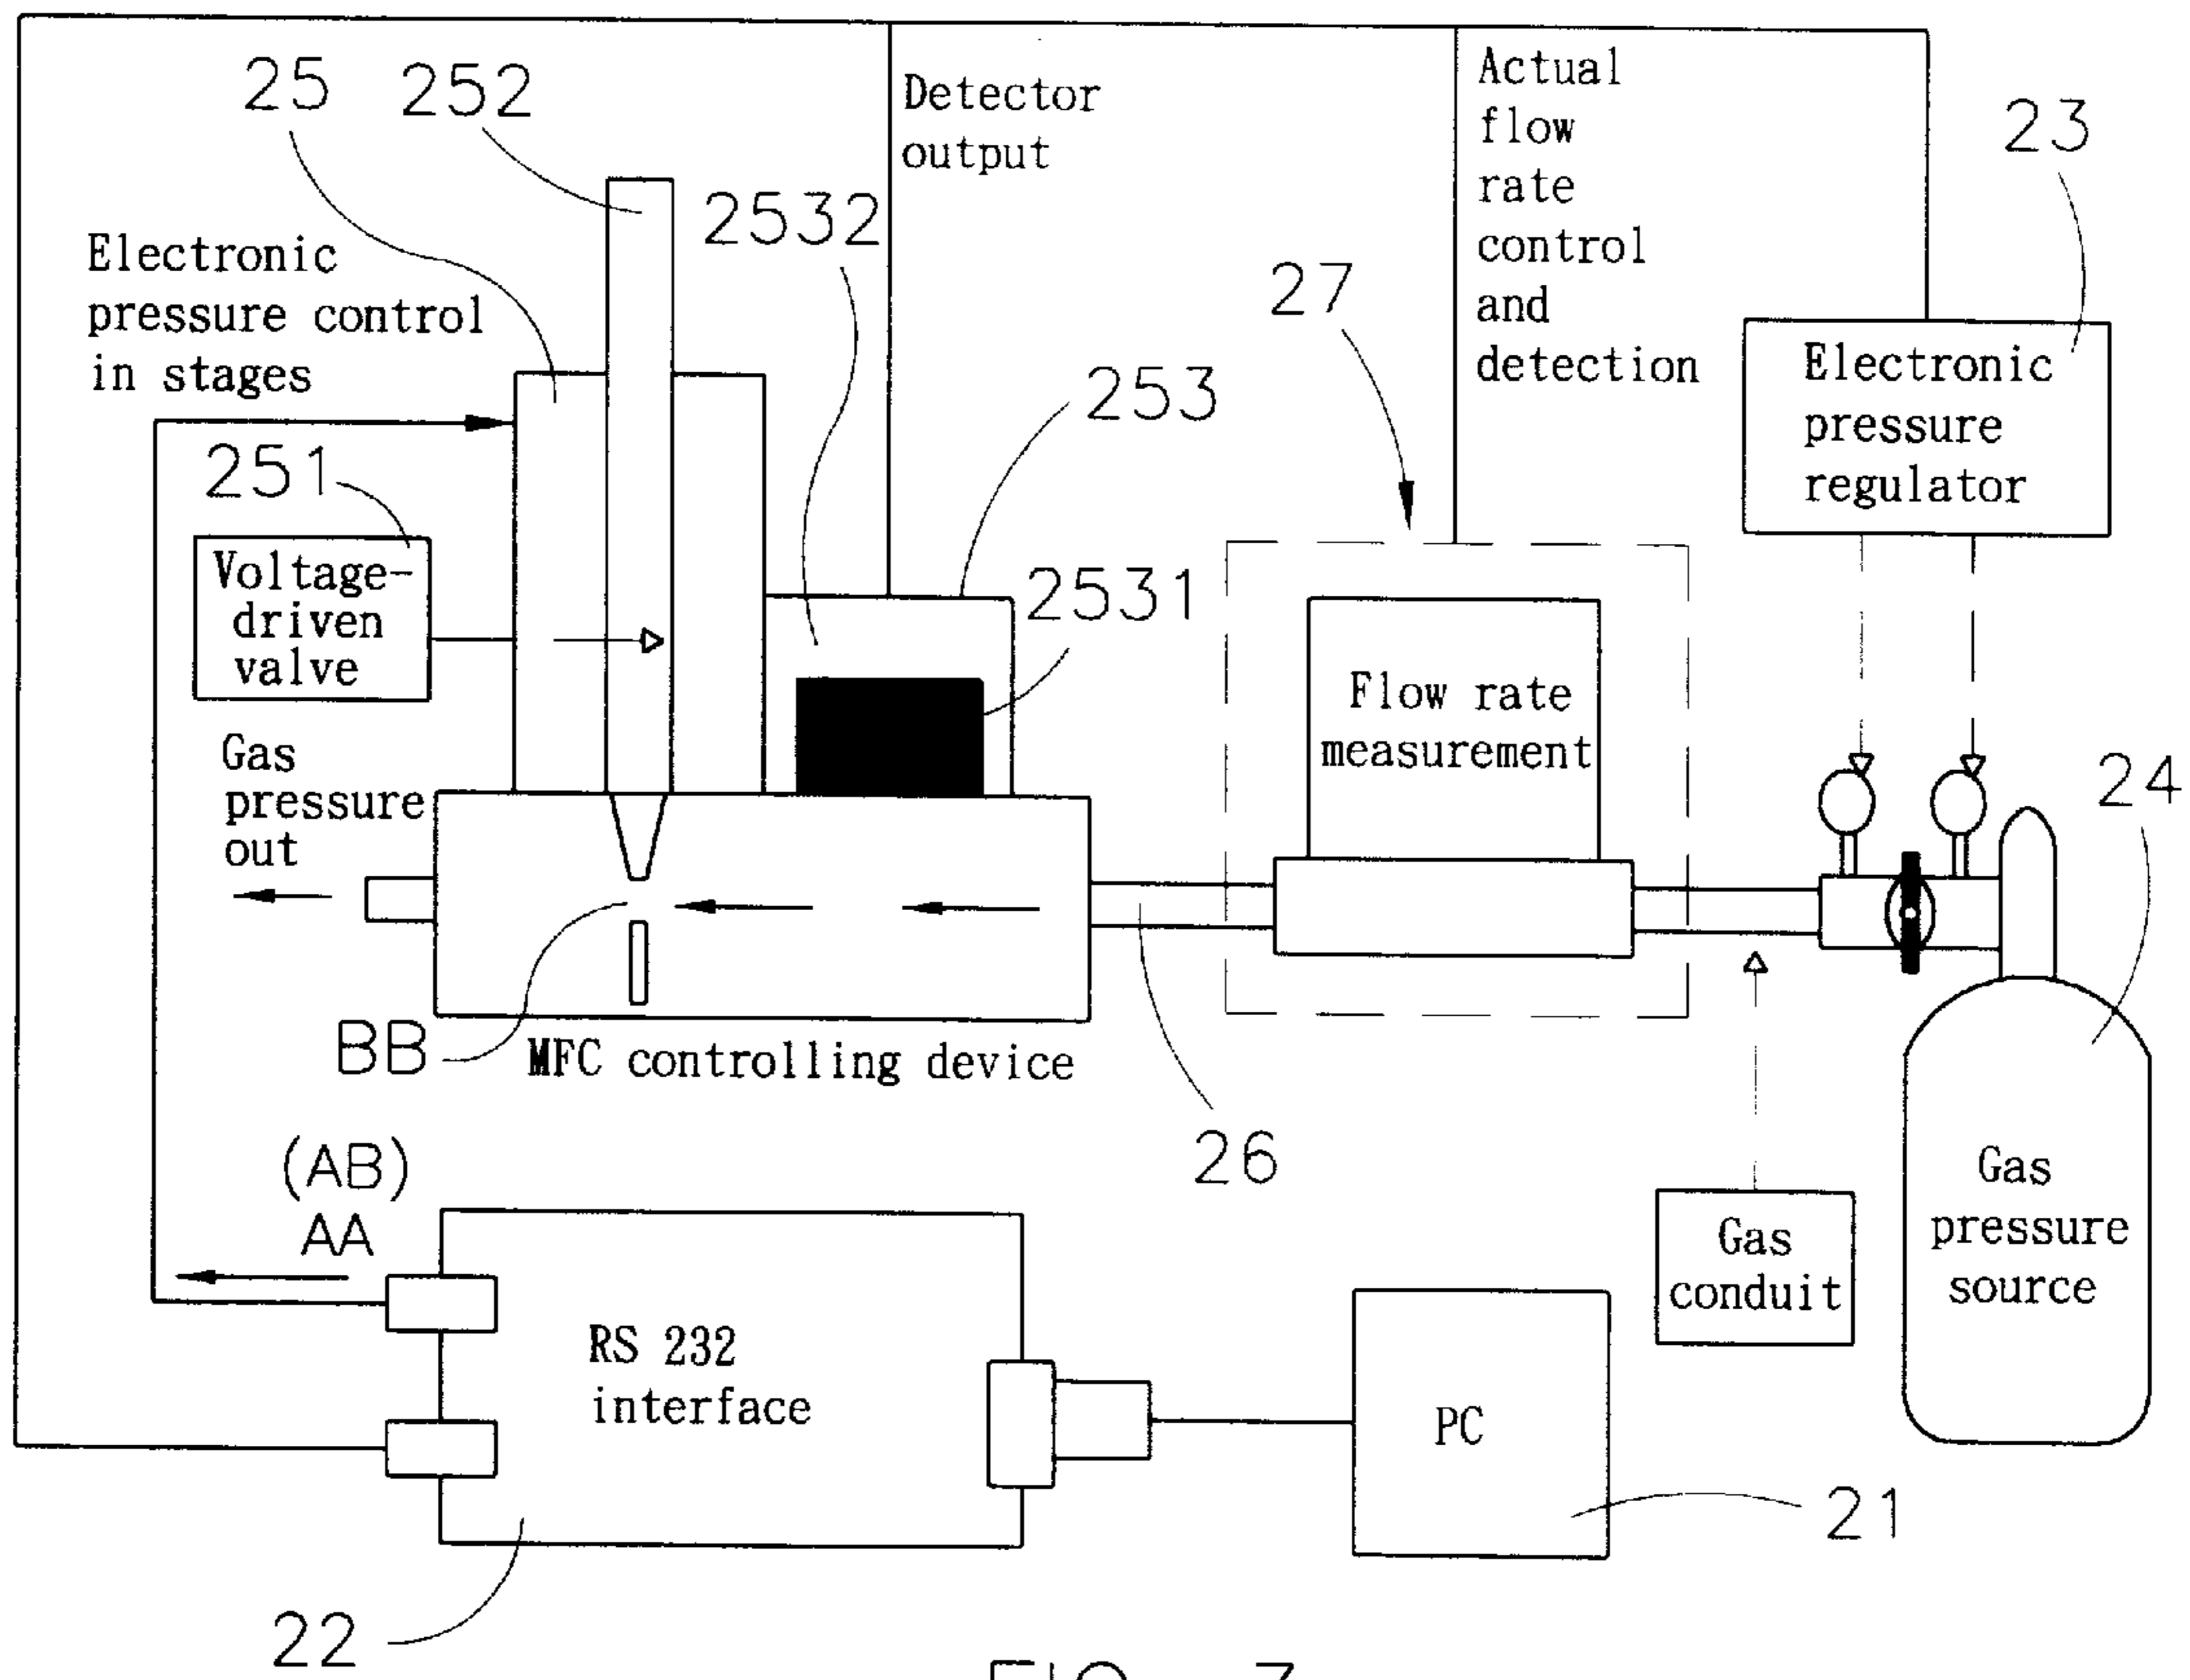 25
252
Detector
output
Actual
flow
rate
control
and
detection
23
2532
Electronic
pressure control
in stages
27
253
Electronic
pressure
regulator
251
Voltage-
driven
valve
2531
Flow rate
measurement
Gas
pressure
out
24
BB
MFC controlling device
26
(AB)
AA
Gas
conduit
Gas
pressure
source
RS 232
interface
PC
21
22